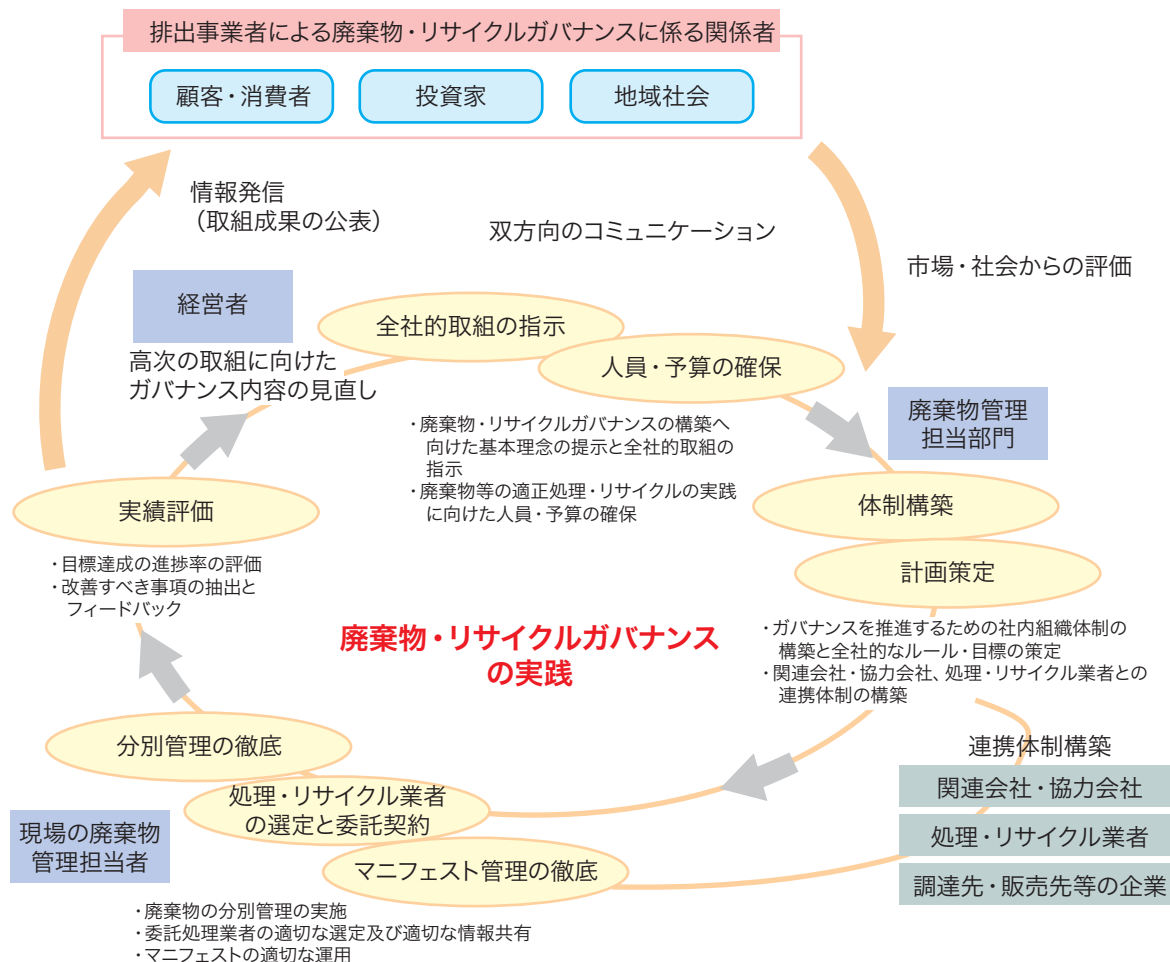 排出事業者による廃棄物・リサイクルガバナンスに係る関係者
顧客・消費者
投資家
地域社会
情報発信
（取組成果の公表）
双方向のコミュニケーション
市場・社会からの評価
経営者
全社的取組の指示
人員・予算の確保
高次の取組に向けた
ガバナンス内容の見直し
廃棄物管理
担当部門
・廃棄物・リサイクルガバナンスの構築へ
向けた基本理念の提示と全社的取組の
指示
・廃棄物等の適正処理・リサイクルの実践
に向けた人員・予算の確保
実績評価
体制構築
計画策定
・目標達成の進捗率の評価
・改善すべき事項の抽出と
フィードバック
廃棄物・リサイクルガバナンス
の実践
・ガバナンスを推進するための社内組織体制の
構築と全社的なルール・目標の策定
・関連会社・協力会社、処理・リサイクル業者との
連携体制の構築
分別管理の徹底
連携体制構築
関連会社・協力会社
処理・リサイクル業者
の選定と委託契約
現場の廃棄物
管理担当者
処理・リサイクル業者
マニフェスト管理の徹底
調達先・販売先等の企業
・廃棄物の分別管理の実施
・委託処理業者の適切な選定及び適切な情報共有
・マニフェストの適切な運用